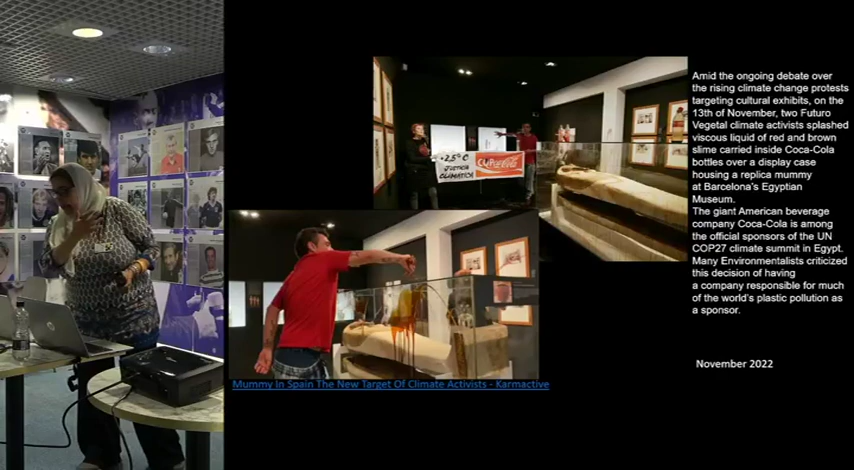 +2,5°C
JUSTICIA
CLIMÁTICA
Amid the ongoing debate over
the rising climate change protests
targeting cultural exhibits, on the
13th of November, two Futuro
Vegetal climate activists splashed
viscous liquid of red and brown
slime carried inside Coca-Cola
bottles over a display case
housing a replica mummy
at Barcelona's Egyptian
Museum.
The giant American beverage
company Coca-Cola is among
the official sponsors of the UN
COP27 climate summit in Egypt.
Many Environmentalists criticized
this decision of having
a company responsible for much
of the world's plastic pollution as
a sponsor.
November 2022
Mummy In Spain The New Target Of Climate Activists - Karmactive